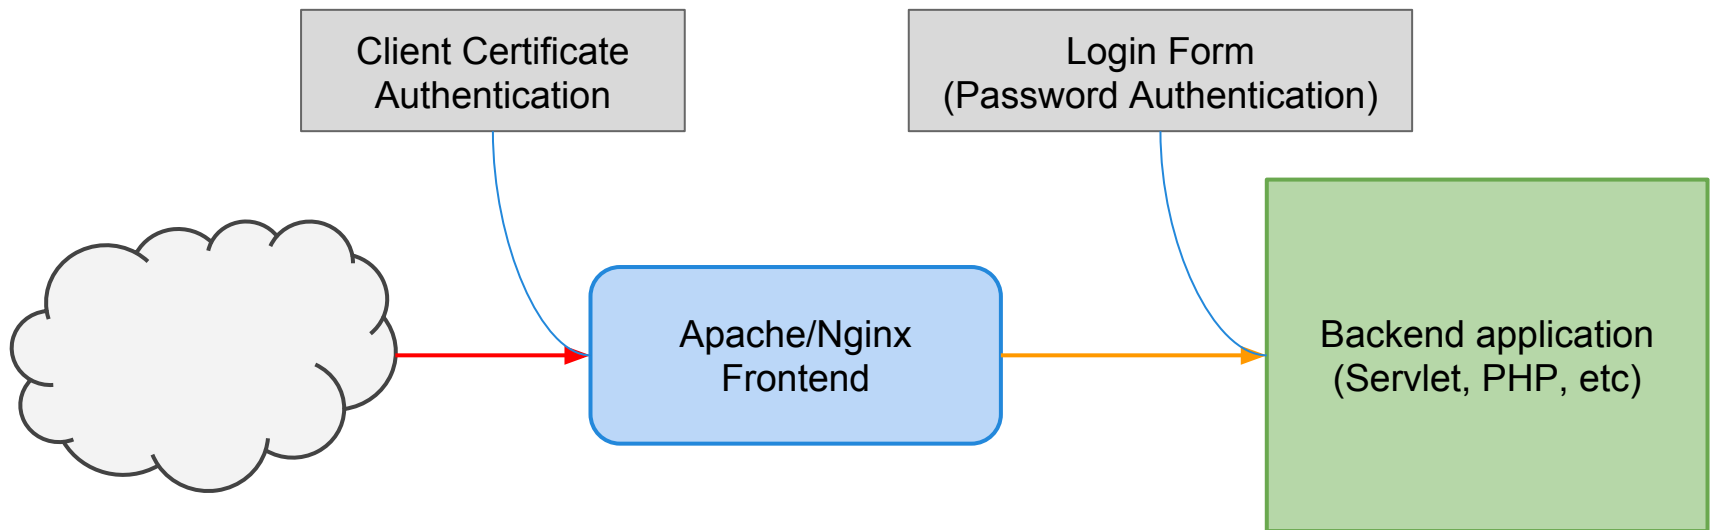 Client Certificate
Authentication
Login Form
(Password Authentication)
Apache/Nginx
Frontend
Backend application
(Servlet, PHP, etc)